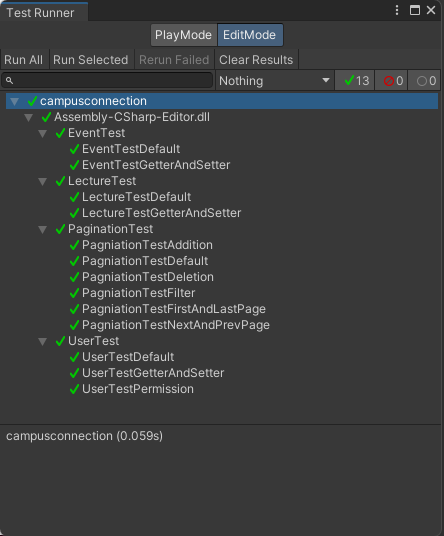 Test Runner
PlayMode EditMode
Run All Run Selected Rerun Failed Clear Results
Nothing 13 0 0
campusconnection
Assembly-CSharp-Editor.dll
EventTest
EventTestDefault
EventTestGetterAndSetter
LectureTest
LectureTestDefault
LectureTestGetterAndSetter
PaginationTest
PagniationTestAddition
PagniationTestDefault
PagniationTestDeletion
PagniationTestFilter
PagniationTestFirstAndLastPage
PagniationTestNextAndPrevPage
UserTest
UserTestDefault
UserTestGetterAndSetter
UserTestPermission
campusconnection (0.059s)